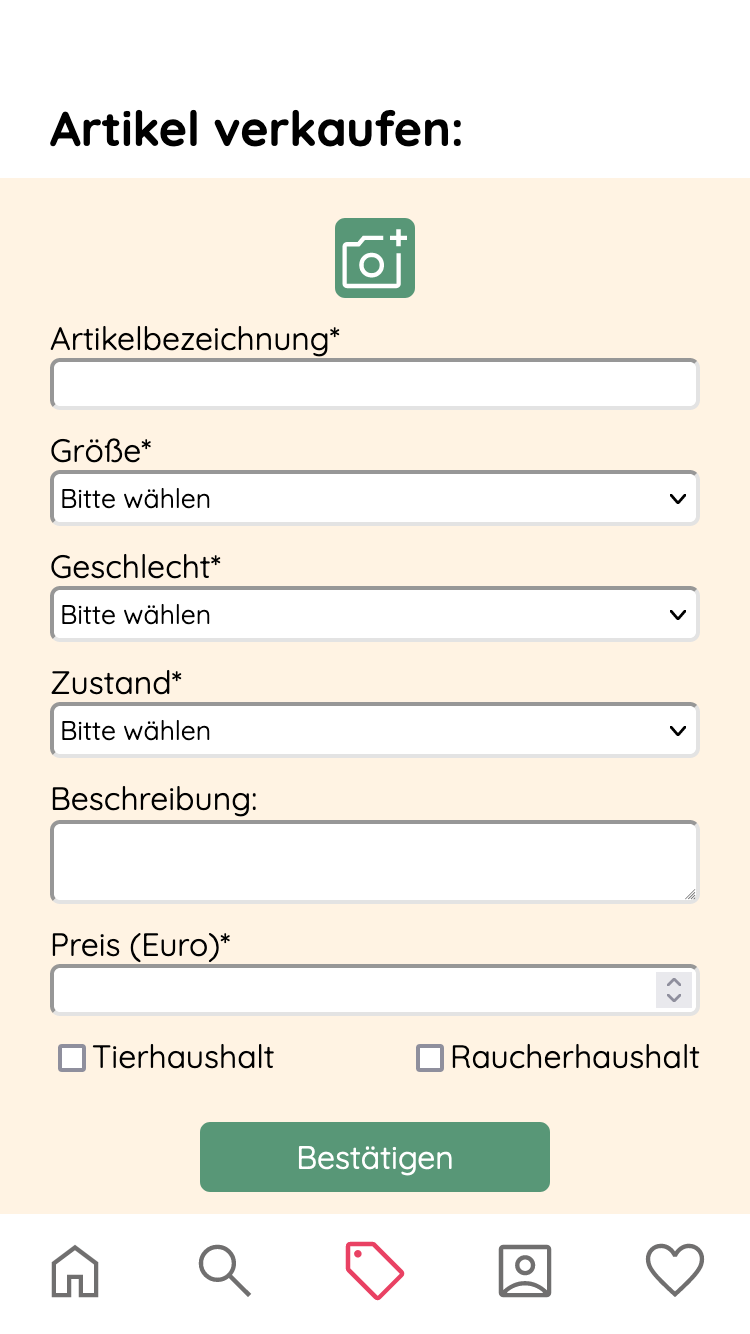 Artikel verkaufen:
Artikelbezeichnung*
Größe*
Bitte wählen
Geschlecht*
Bitte wählen
Zustand*
Bitte wählen
Beschreibung:
Preis (Euro)*
Tierhaushalt Raucherhaushalt
Bestätigen